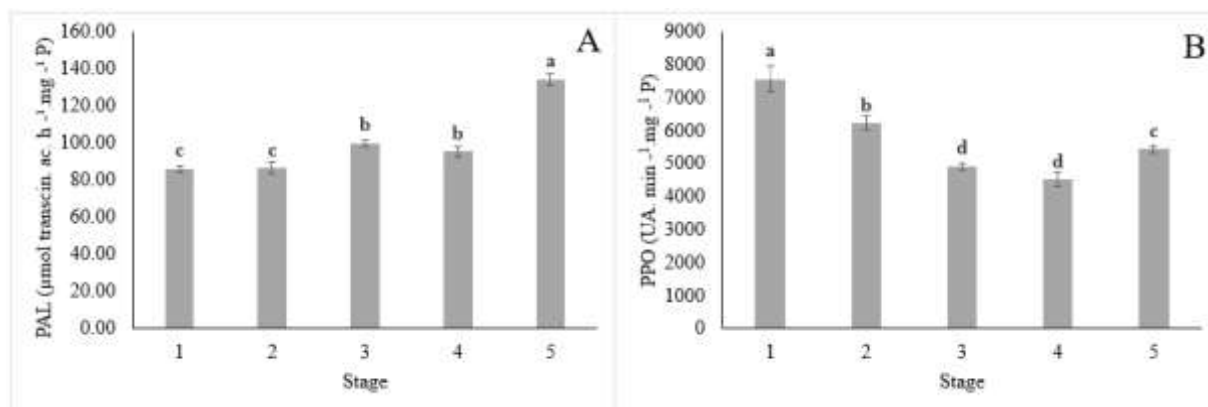 A
PAL (µmol transcin. ac. h -¹ mg -¹ P)
160.00
140.00
120.00
100.00
80.00
60.00
40.00
20.00
0.00
c
c
b
b
a
1 2 3 4 5
Stage
B
PPO (UA. min -¹ mg -¹ P)
9000
8000
7000
6000
5000
4000
3000
2000
1000
0
a
b
d
d
c
1 2 3 4 5
Stage